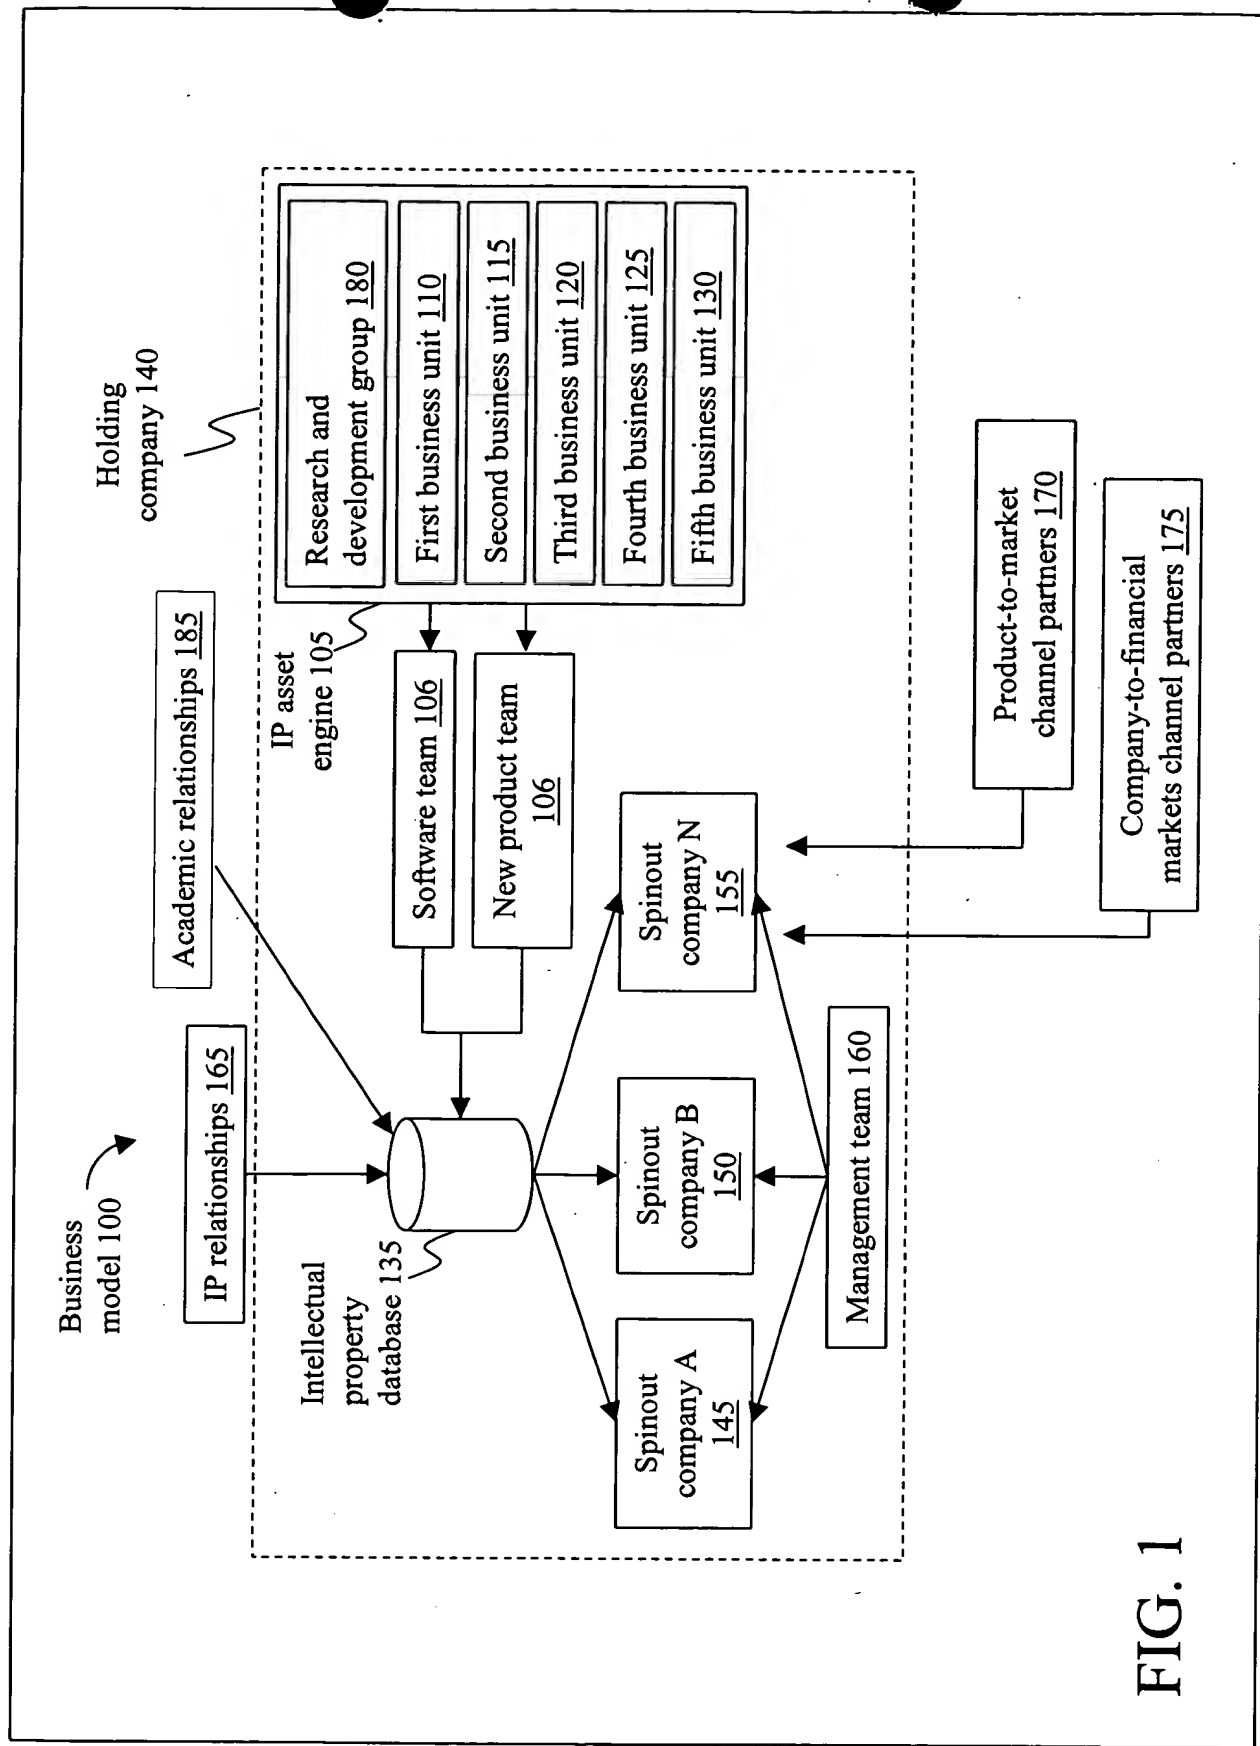 Business
model 100
Holding
company 140
IP relationships 165
Academic relationships 185
Intellectual
property
database 135
IP asset
engine 105
Research and
development group 180
First business unit 110
Second business unit 115
Third business unit 120
Fourth business unit 125
Fifth business unit 130
Software team 106
New product team
106
Spinout
company A
145
Spinout
company B
150
Spinout
company N
155
Management team 160
Product-to-market
channel partners 170
Company-to-financial
markets channel partners 175
FIG. 1